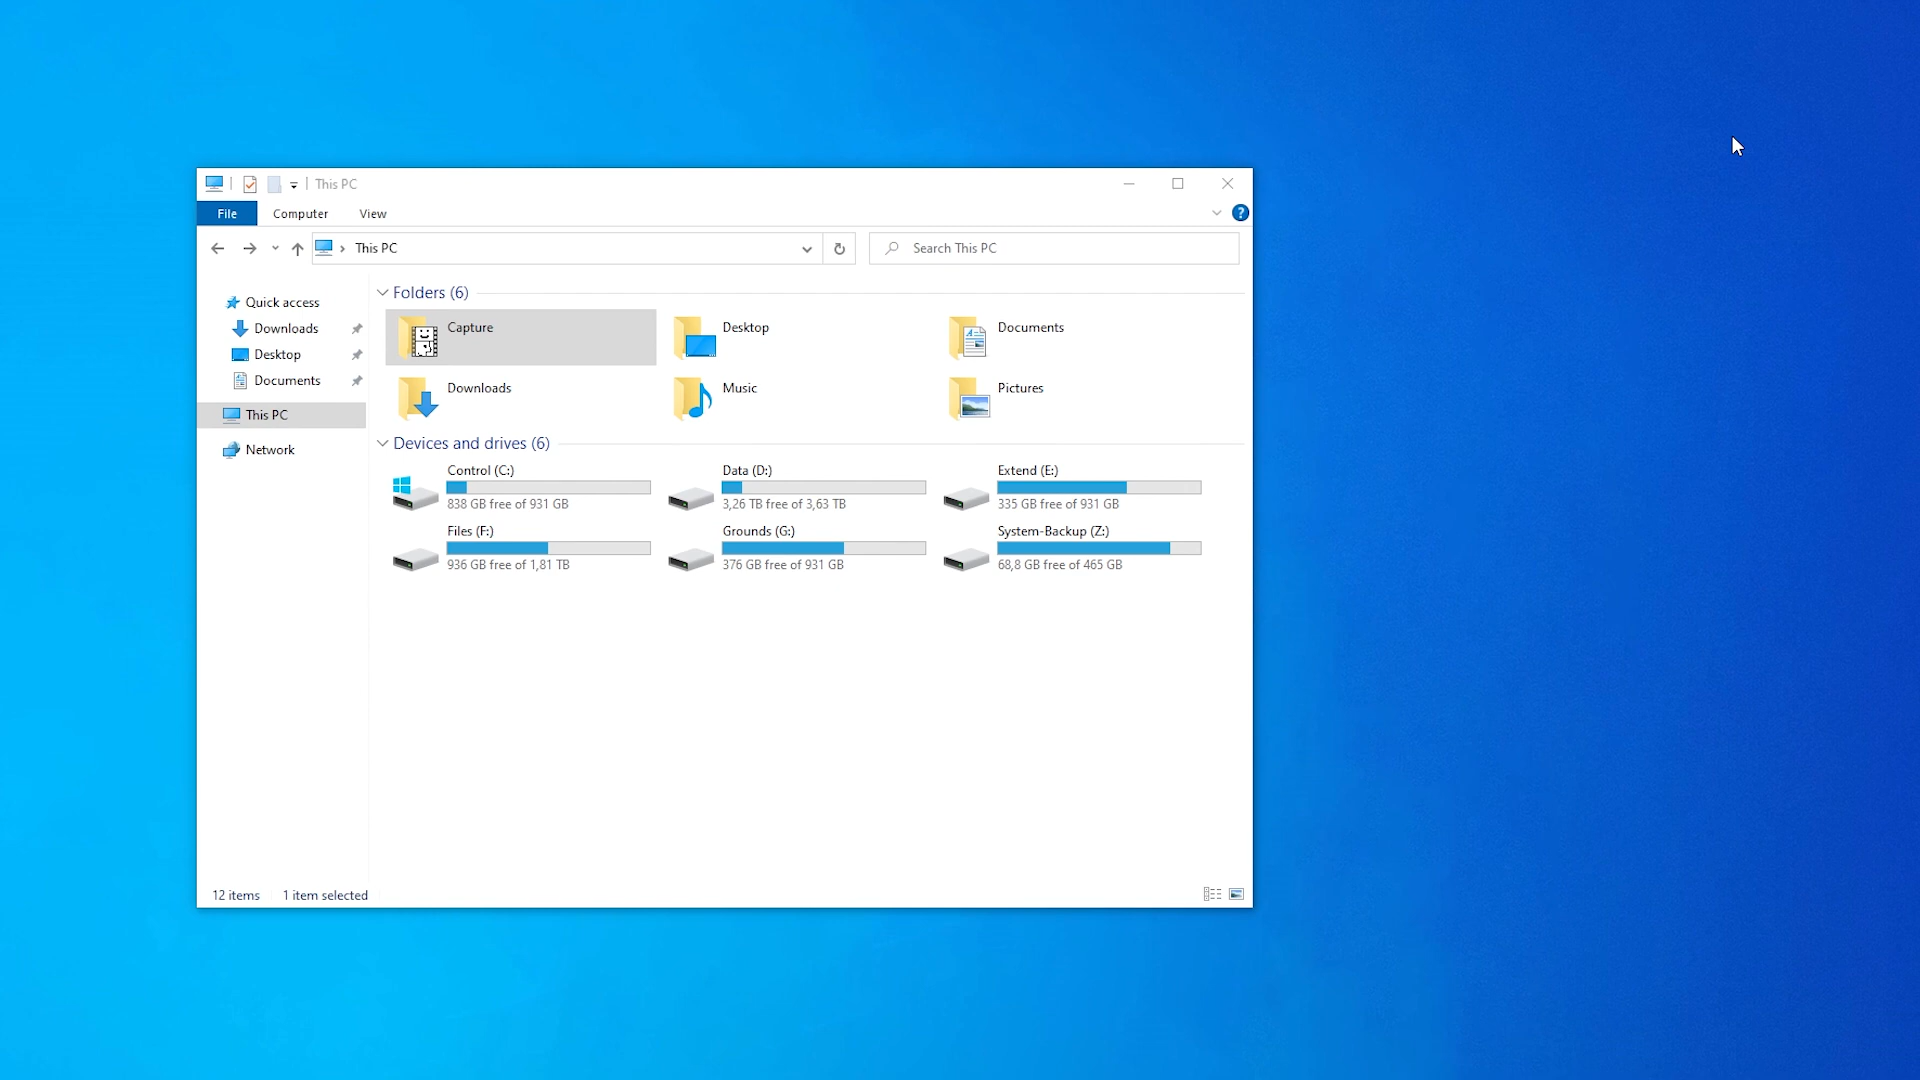 This PC
File Computer View
This PC
Search This PC
Quick access
Downloads
Desktop
Documents
This PC
Network
Folders (6)
Capture
Desktop
Documents
Downloads
Music
Pictures
Devices and drives (6)
Control (C:)
838 GB free of 931 GB
Data (D:)
3,26 TB free of 3,63 TB
Extend (E:)
335 GB free of 931 GB
Files (F:)
936 GB free of 1,81 TB
Grounds (G:)
376 GB free of 931 GB
System-Backup (Z:)
68,8 GB free of 465 GB
12 items 1 item selected